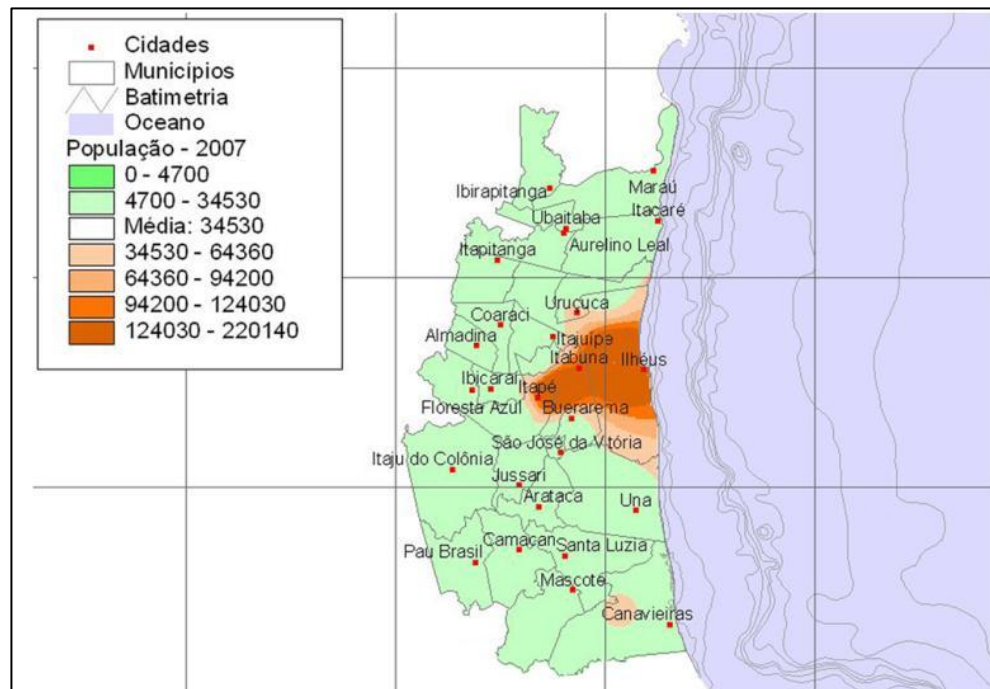 Cidades
Municípios
Batimetria
Oceano
População - 2007
0 - 4700
4700 - 34530
Média: 34530
34530 - 64360
64360 - 94200
94200 - 124030
124030 - 220140
Ibirapitanga
Maraú
Itacaré
Ubaitaba
Aurelino Leal
Itapitanga
Uruçuca
Coaraci
Almadina
Itajuípe
Itabuna
Ilhéus
Ibicaraí
Itapé
Floresta Azul
Buerarema
São José da Vitória
Itaju do Colônia
Jussari
Arataca
Una
Camacan
Pau Brasil
Santa Luzia
Mascote
Canavieiras